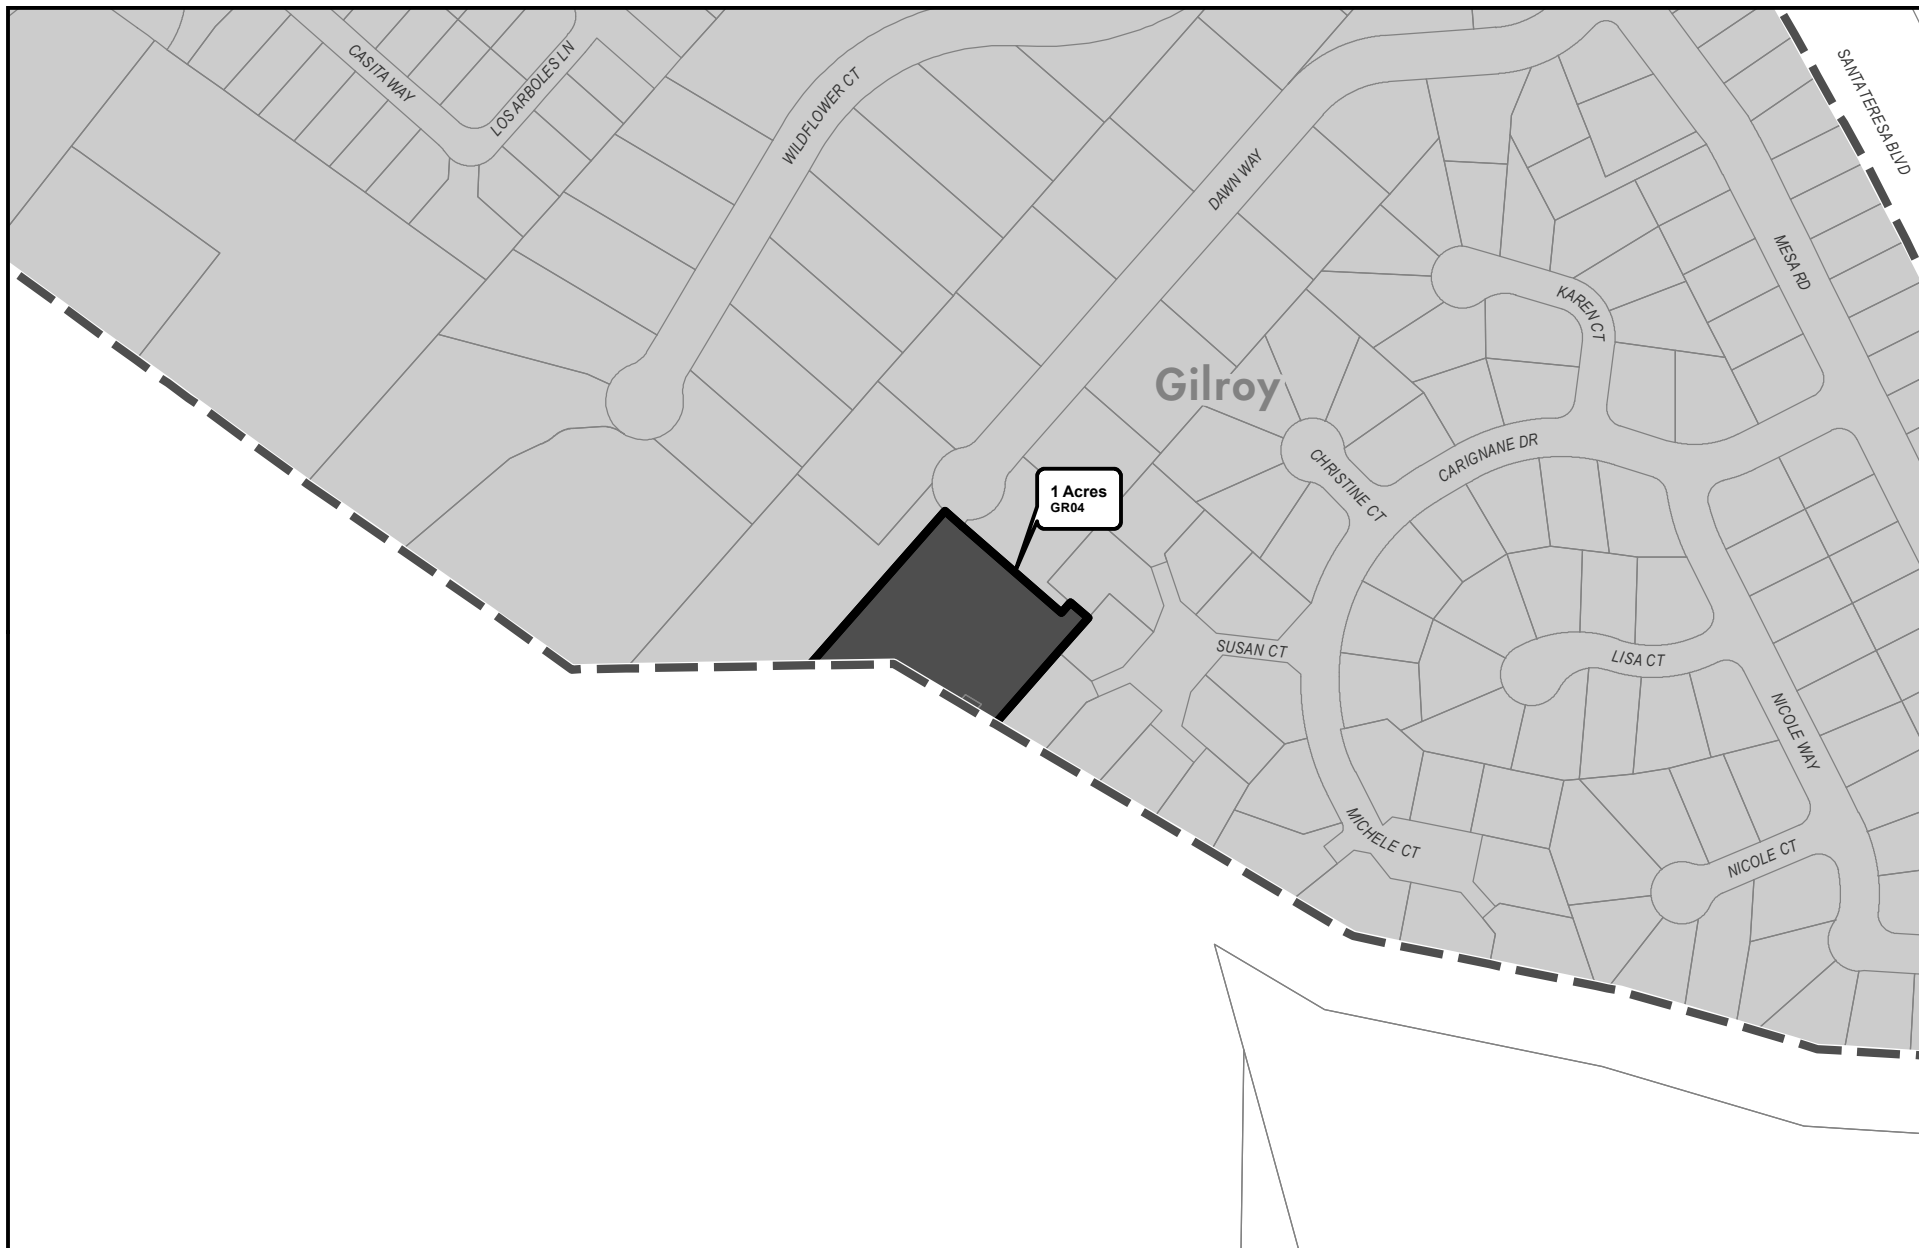 CASITA WAY
LOS ARBOLES LN
WILDFLOWER CT
DAWN WAY
SANTA TERESA BLVD
MESA RD
KAREN CT
Gilroy
CARIGNANE DR
CHRISTINE CT
1 Acres
GR04
SUSAN CT
LISA CT
NICOLE WAY
MICHELE CT
NICOLE CT